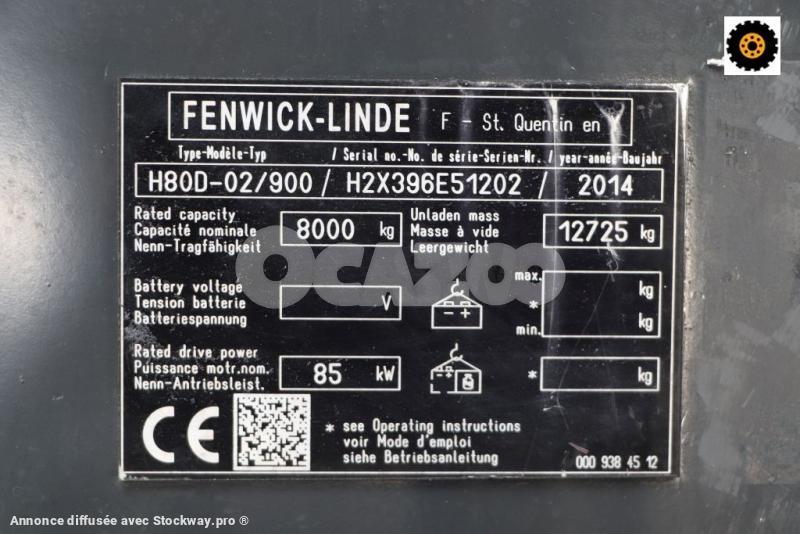 FENWICK-LINDE F - St. Quentin en Y
Type-Modèle-Typ / Serial no.-No. de série-Serien-Nr. / year-année-Baujahr
H80D-02/900 / H2X396E51202 / 2014
Rated capacity
Capacité nominale
Nenn-Tragfähigkeit
8000 kg
Unladen mass
Masse à vide
Leergewicht
12725 kg
OCAZOO
Battery voltage
Tension batterie
Batteriespannung
V
- +
max.
*
min.
kg
kg
Rated drive power
Puissance motr.nom.
Nenn-Antriebsleist.
85 kW
* kg
CE
* see Operating instructions
voir Mode d'emploi
siehe Betriebsanleitung
000 938 45 12
Annonce diffusée avec Stockway.pro ®